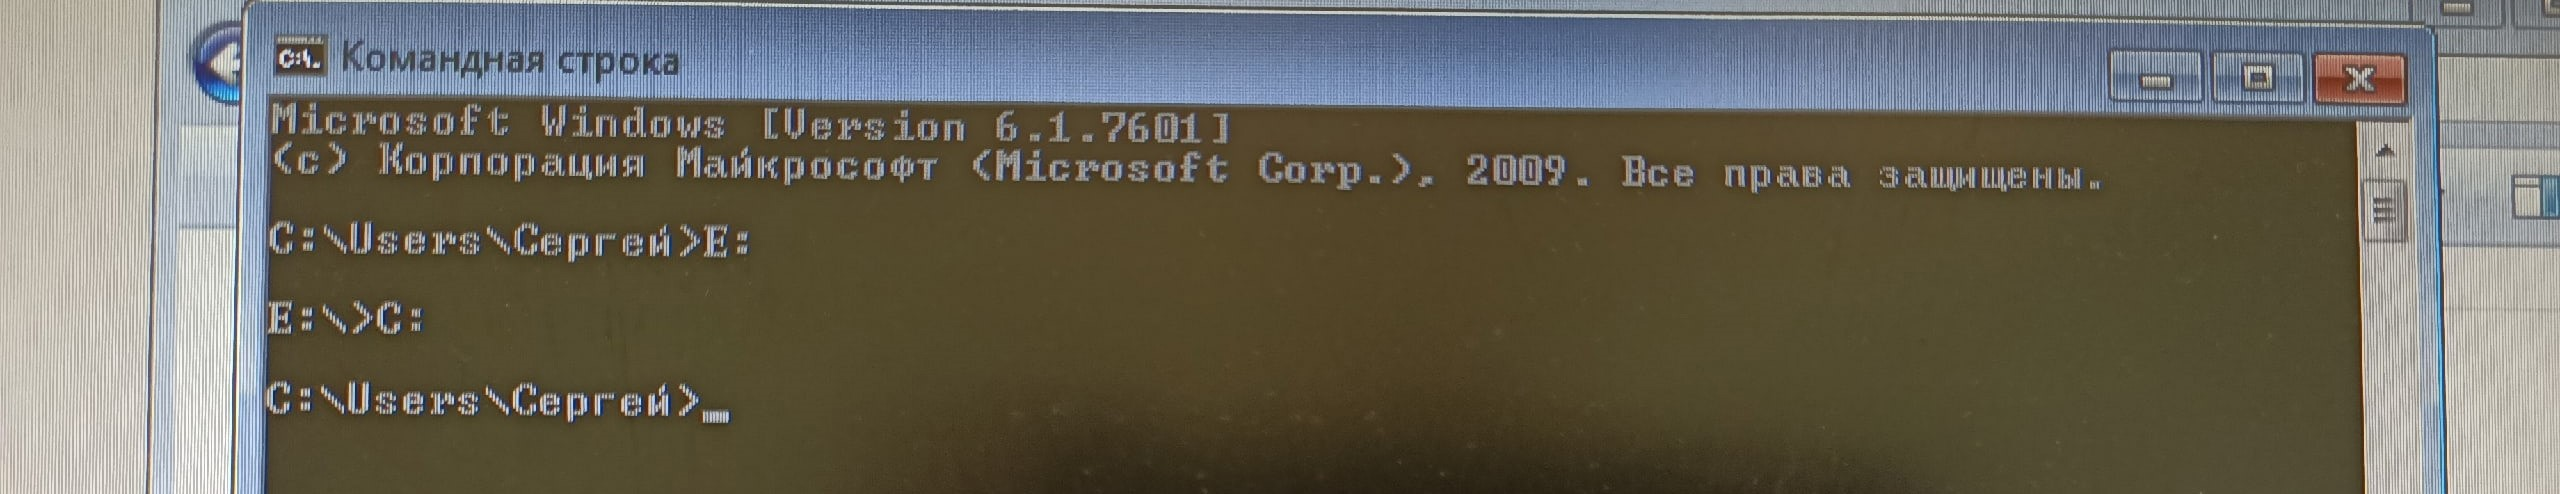 Командная строка
Microsoft Windows [Version 6.1.7601]
(c) Корпорация Майкрософт (Microsoft Corp.), 2009. Все права защищены.
C:\Users\Сергей>E:
E:\>C:
C:\Users\Сергей>_